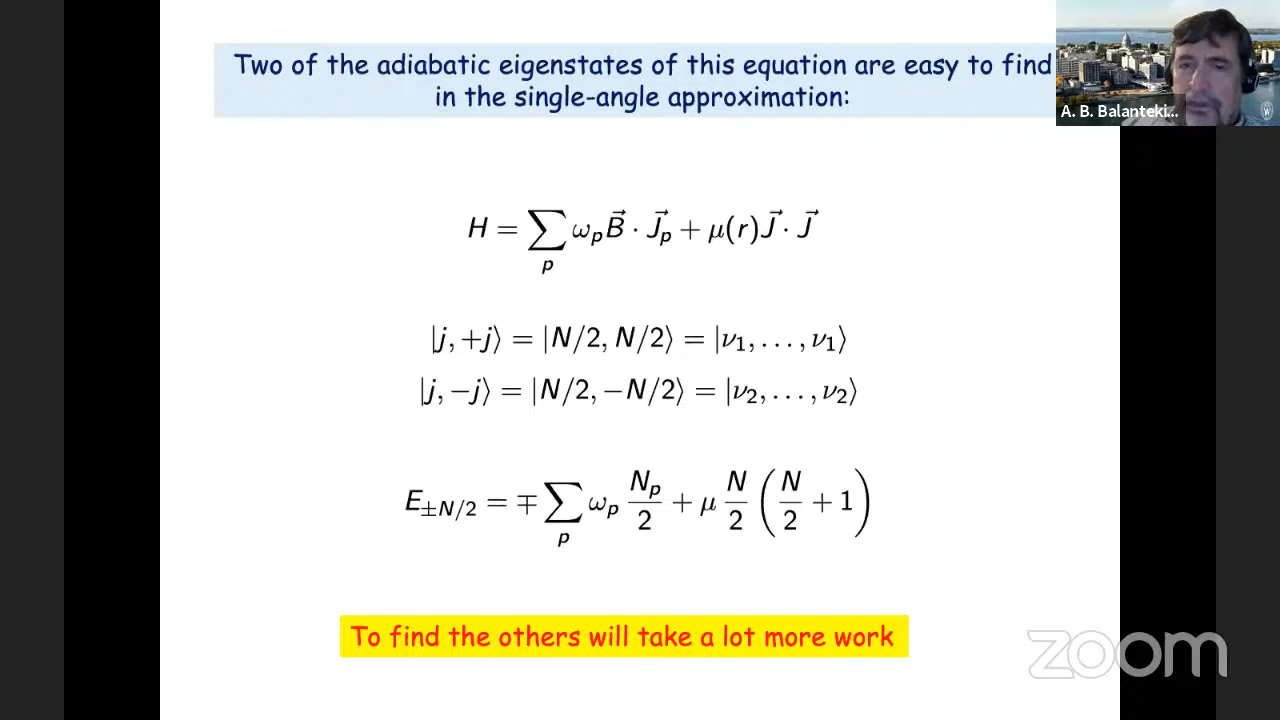 Two of the adiabatic eigenstates of this equation are easy to find
in the single-angle approximation:
A. B. Balanteki...
H = ∑_p ω_p B⃗ · J⃗_p + μ(r) J⃗ · J⃗
|j, +j⟩ = |N/2, N/2⟩ = |ν₁, . . . , ν₁⟩
|j, −j⟩ = |N/2, −N/2⟩ = |ν₂, . . . , ν₂⟩
E_{±N/2} = ∓ ∑_p ω_p N_p/2 + μ N/2 (N/2 + 1)
To find the others will take a lot more work
zoom